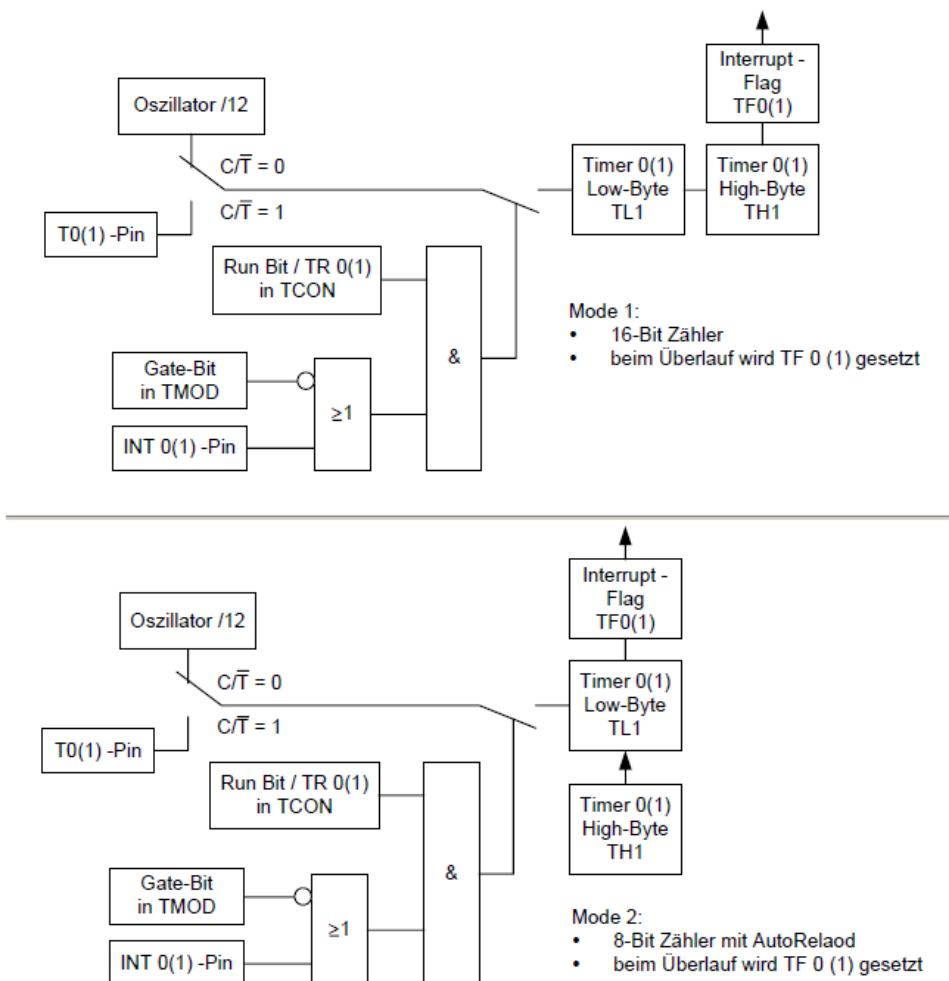 Interrupt -
Flag
TF0(1)
Oszillator /12
C/T̅ = 0
C/T̅ = 1
T0(1) -Pin
Timer 0(1)
Low-Byte
TL1
Timer 0(1)
High-Byte
TH1
Run Bit / TR 0(1)
in TCON
&
Gate-Bit
in TMOD
≥1
INT 0(1) -Pin
Mode 1:
• 16-Bit Zähler
• beim Überlauf wird TF 0 (1) gesetzt
Interrupt -
Flag
TF0(1)
Oszillator /12
C/T̅ = 0
C/T̅ = 1
T0(1) -Pin
Timer 0(1)
Low-Byte
TL1
Run Bit / TR 0(1)
in TCON
Timer 0(1)
High-Byte
TH1
&
Gate-Bit
in TMOD
≥1
INT 0(1) -Pin
Mode 2:
• 8-Bit Zähler mit AutoRelaod
• beim Überlauf wird TF 0 (1) gesetzt